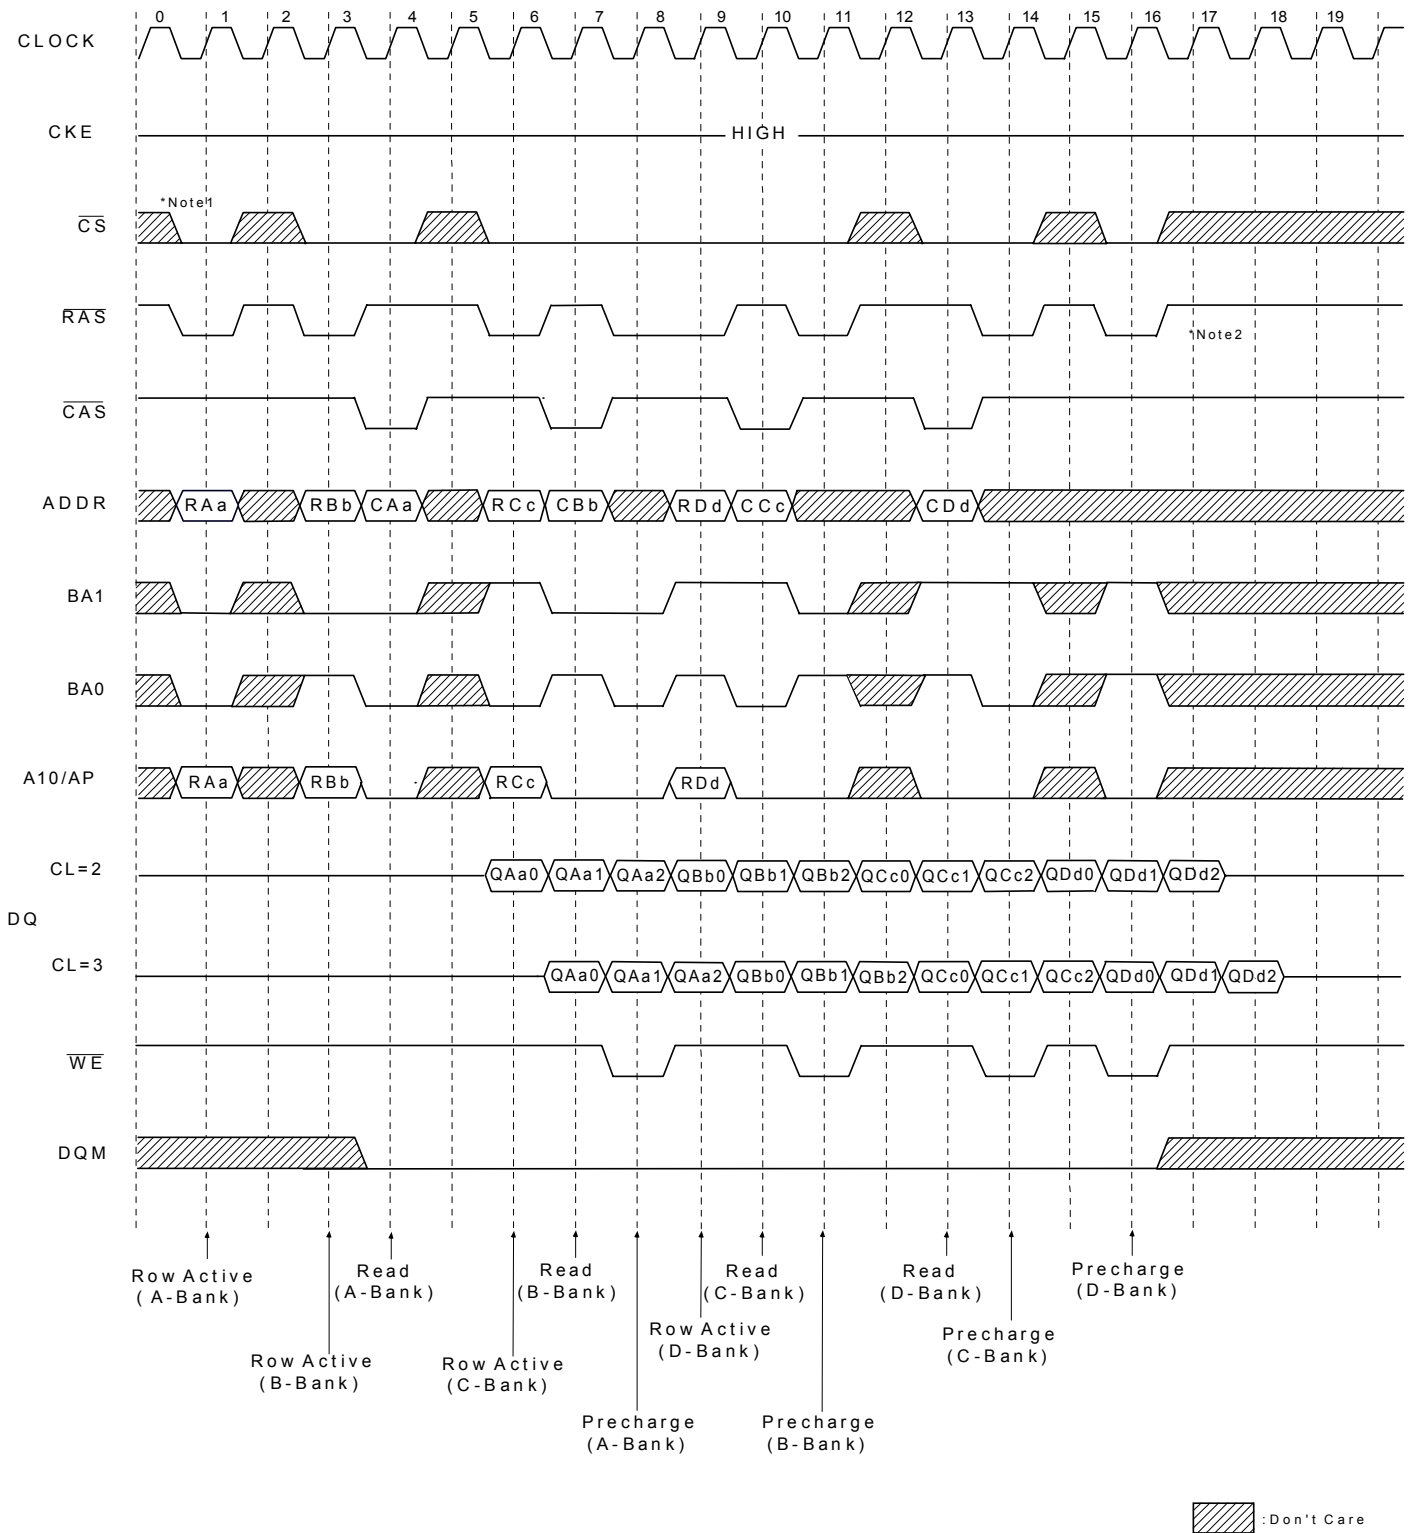 0 1 2 3 4 5 6 7 8 9 10 11 12 13 14 15 16 17 18 19
CLOCK
CKE
HIGH
*Note1
CS
RAS
*Note2
CAS
ADDR
RAa RBb CAa RCc CBb RDd CCc CDd
BA1
BA0
A10/AP
RAa RBb RCc RDd
CL=2
QAa0 QAa1 QAa2 QBb0 QBb1 QBb2 QCc0 QCc1 QCc2 QDd0 QDd1 QDd2
DQ
CL=3
QAa0 QAa1 QAa2 QBb0 QBb1 QBb2 QCc0 QCc1 QCc2 QDd0 QDd1 QDd2
WE
DQM
Row Active
(A-Bank)
Read
(A-Bank)
Read
(B-Bank)
Read
(C-Bank)
Read
(D-Bank)
Precharge
(D-Bank)
Row Active
(D-Bank)
Precharge
(C-Bank)
Row Active
(B-Bank)
Row Active
(C-Bank)
Precharge
(A-Bank)
Precharge
(B-Bank)
:Don't Care